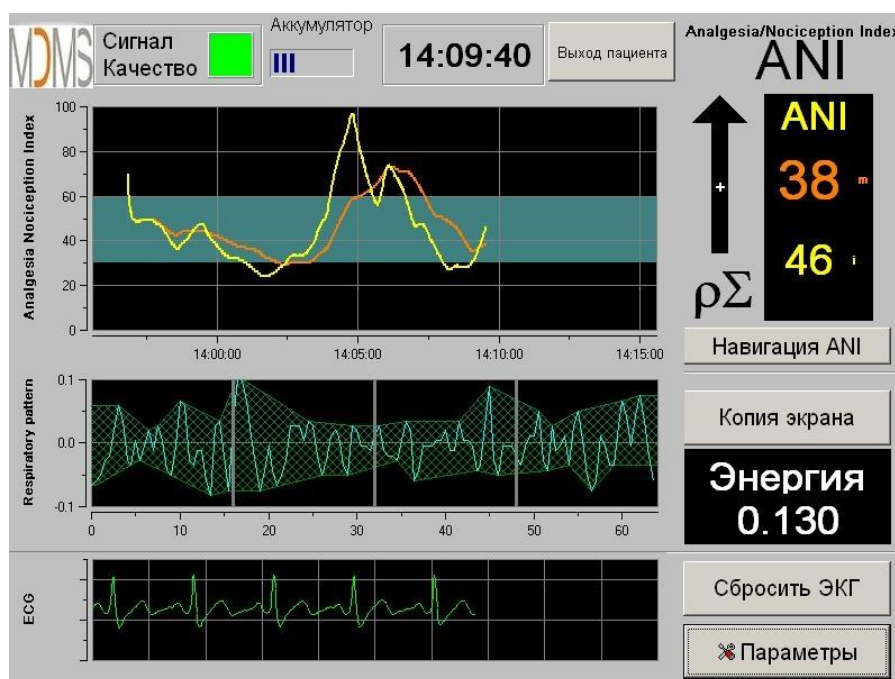 MDMS
Сигнал
Качество
Аккумулятор
14:09:40
Выход пациента
Analgesia/Nociception Index
ANI
Analgesia Nociception Index
100
80
60
40
20
0
14:00:00
14:05:00
14:10:00
14:15:00
+
ρΣ
ANI
38 m
46 i
Навигация ANI
Respiratory pattern
0.1
0.0
-0.1
0
10
20
30
40
50
60
Копия экрана
Энергия
0.130
ECG
Сбросить ЭКГ
Параметры